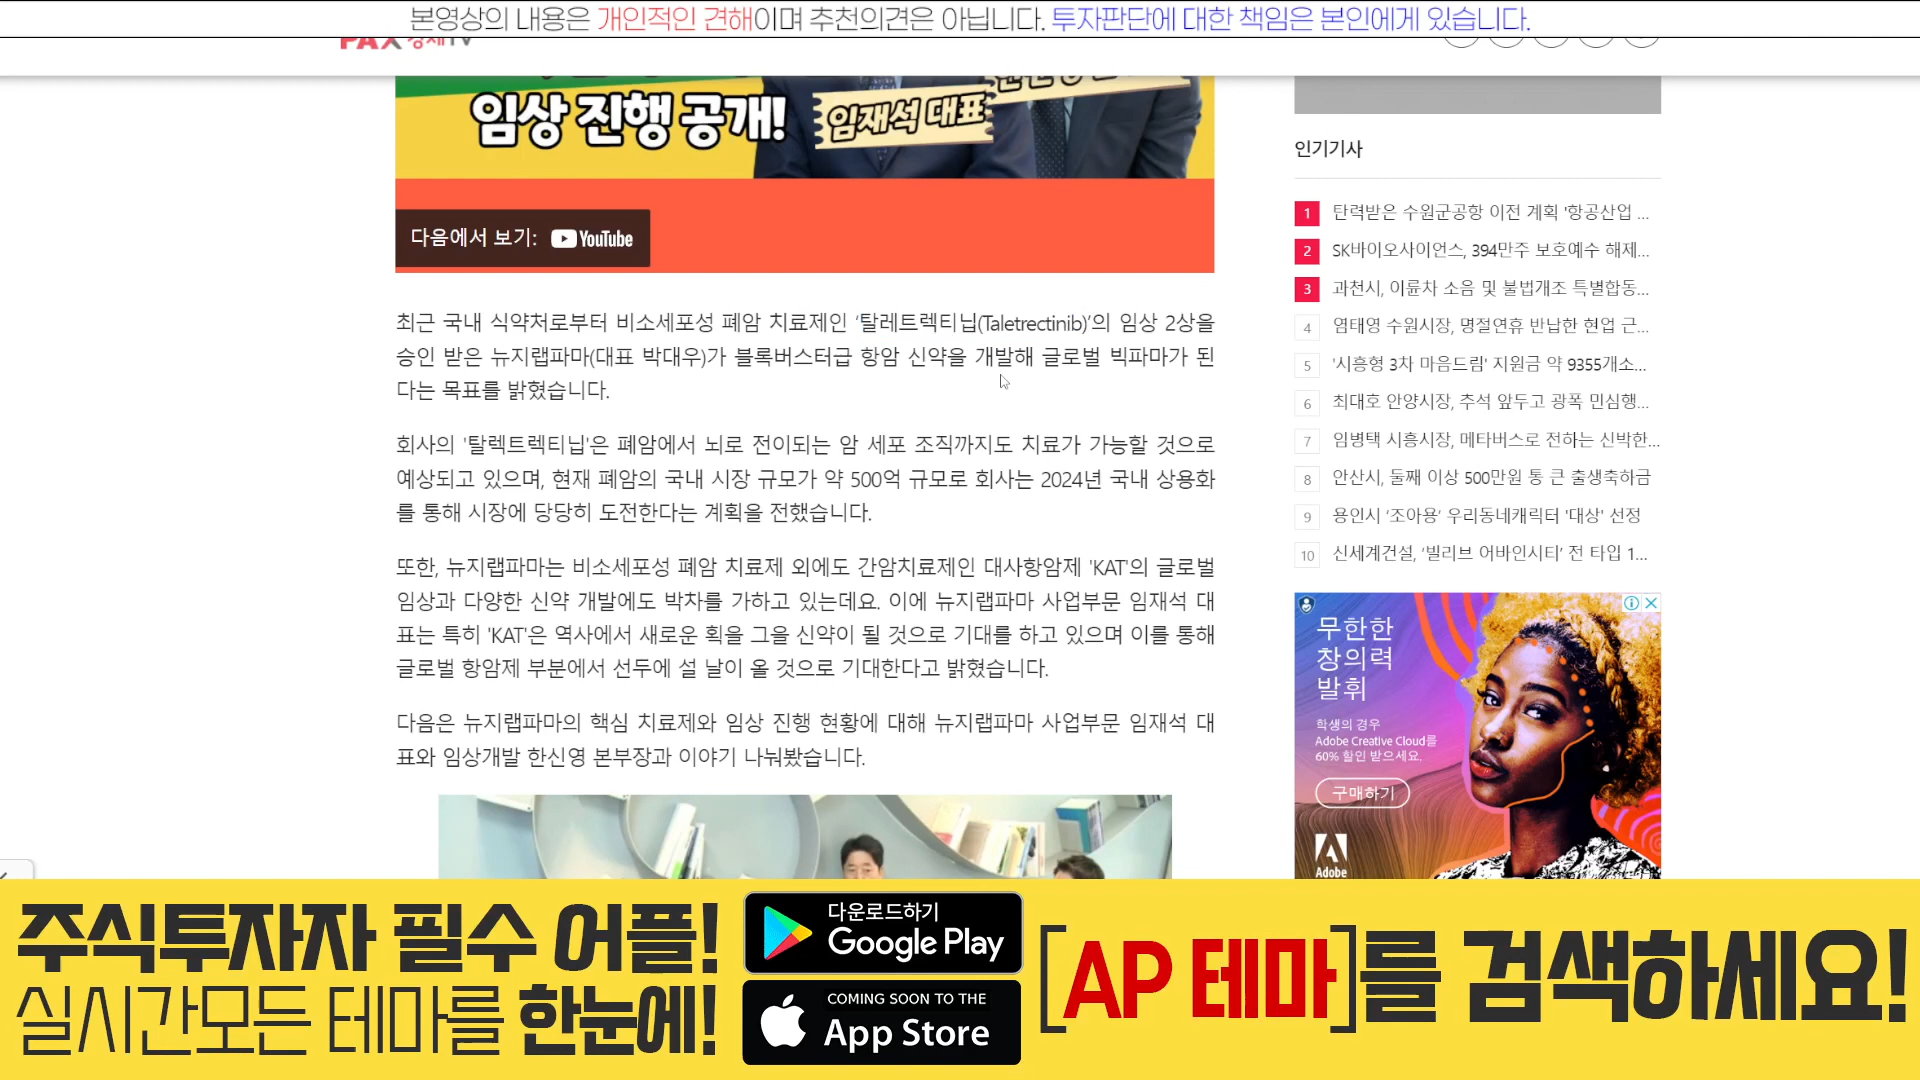 본영상의 내용은 개인적인 견해이며 추천의견은 아닙니다. 투자판단에 대한 책임은 본인에게 있습니다.
PAX경제TV
임상 진행 공개!
임재석 대표
다음에서 보기: YouTube
최근 국내 식약처로부터 비소세포성 폐암 치료제인 ‘탈레트렉티닙(Taletrectinib)’의 임상 2상을
승인 받은 뉴지랩파마(대표 박대우)가 블록버스터급 항암 신약을 개발해 글로벌 빅파마가 된
다는 목표를 밝혔습니다.
회사의 '탈렉트렉티닙'은 폐암에서 뇌로 전이되는 암 세포 조직까지도 치료가 가능할 것으로
예상되고 있으며, 현재 폐암의 국내 시장 규모가 약 500억 규모로 회사는 2024년 국내 상용화
를 통해 시장에 당당히 도전한다는 계획을 전했습니다.
또한, 뉴지랩파마는 비소세포성 폐암 치료제 외에도 간암치료제인 대사항암제 'KAT'의 글로벌
임상과 다양한 신약 개발에도 박차를 가하고 있는데요. 이에 뉴지랩파마 사업부문 임재석 대
표는 특히 'KAT'은 역사에서 새로운 획을 그을 신약이 될 것으로 기대를 하고 있으며 이를 통해
글로벌 항암제 부분에서 선두에 설 날이 올 것으로 기대한다고 밝혔습니다.
다음은 뉴지랩파마의 핵심 치료제와 임상 진행 현황에 대해 뉴지랩파마 사업부문 임재석 대
표와 임상개발 한신영 본부장과 이야기 나눠봤습니다.
인기기사
1 탄력받은 수원군공항 이전 계획 '항공산업 ...
2 SK바이오사이언스, 394만주 보호예수 해제...
3 과천시, 이륜차 소음 및 불법개조 특별합동...
4 염태영 수원시장, 명절연휴 반납한 현업 근...
5 '시흥형 3차 마음드림' 지원금 약 9355개소...
6 최대호 안양시장, 추석 앞두고 광폭 민심행...
7 임병택 시흥시장, 메타버스로 전하는 신박한...
8 안산시, 둘째 이상 500만원 통 큰 출생축하금
9 용인시 ‘조아용’ 우리동네캐릭터 '대상' 선정
10 신세계건설, ‘빌리브 어바인시티’ 전 타입 1...
무한한
창의력
발휘
학생의 경우
Adobe Creative Cloud를
60% 할인 받으세요.
구매하기
Adobe
주식투자자 필수 어플!
실시간모든 테마를 한눈에!
다운로드하기
Google Play
COMING SOON TO THE
App Store
[AP 테마]를 검색하세요!